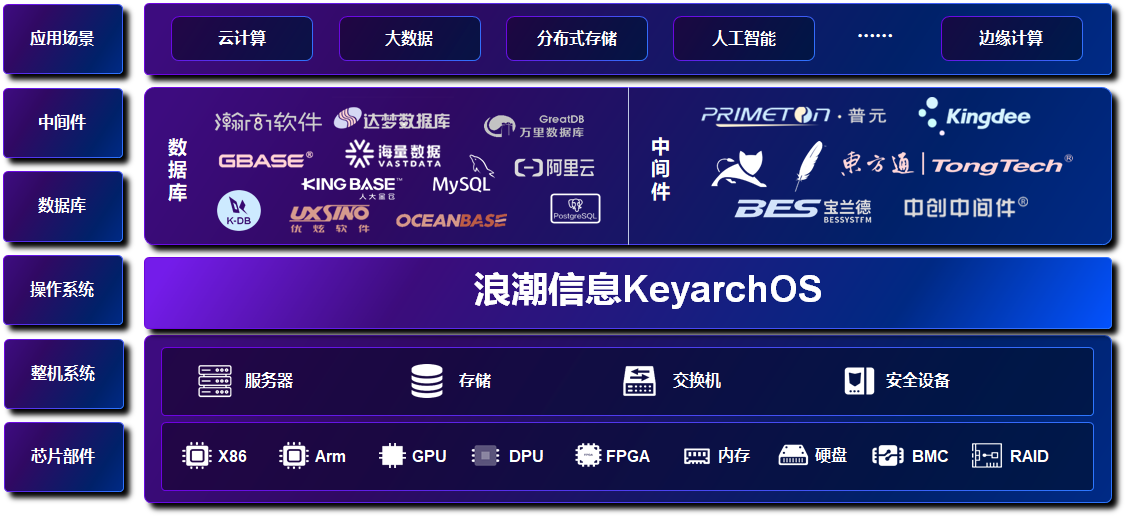 应用场景
云计算
大数据
分布式存储
人工智能
······
边缘计算
中间件
数据库
数据库
瀚高软件
达梦数据库
GreatDB
万里数据库
GBASE®
海量数据
VASTDATA
KINGBASE™
人大金仓
MySQL
阿里云
K-DB
UXSINO
优炫软件
OCEANBASE
PostgreSQL
中间件
PRIMETON·普元
Kingdee
東方通|TongTech®
BES宝兰德
BESSYSTEM
中创中间件®
操作系统
浪潮信息KeyarchOS
整机系统
服务器
存储
交换机
安全设备
芯片部件
X86
Arm
GPU
DPU
FPGA
内存
硬盘
BMC
RAID